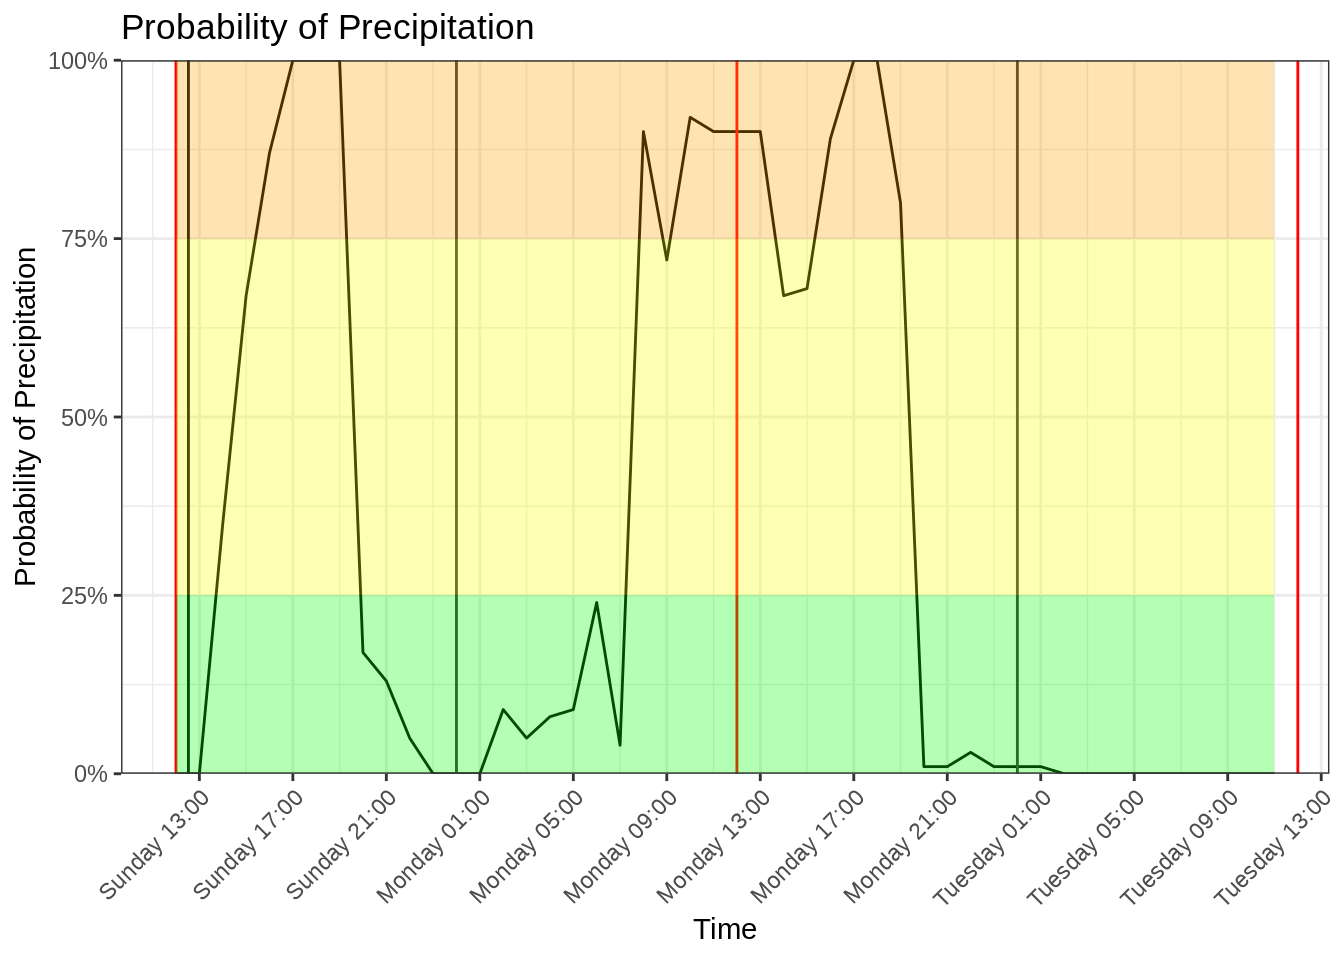 Probability of Precipitation
Probability of Precipitation
100%
75%
50%
25%
0%
Sunday 13:00
Sunday 17:00
Sunday 21:00
Monday 01:00
Monday 05:00
Monday 09:00
Monday 13:00
Monday 17:00
Monday 21:00
Tuesday 01:00
Tuesday 05:00
Tuesday 09:00
Tuesday 13:00
Time